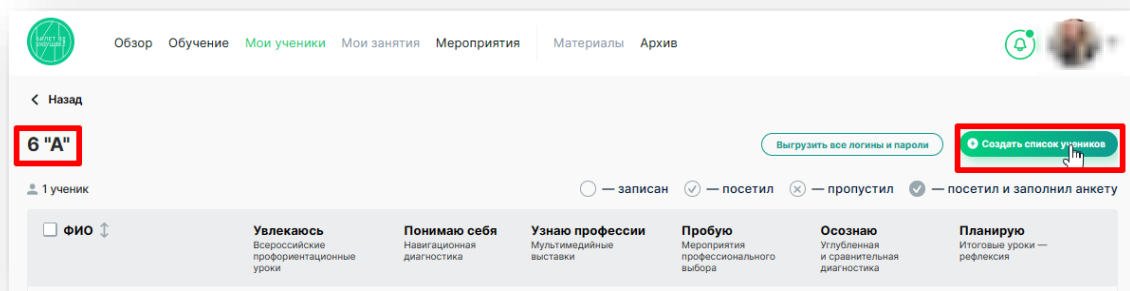 БИЛЕТ В
БУДУЩЕЕ
Обзор Обучение Мои ученики Мои занятия Мероприятия Материалы Архив
Назад
6 "А"
Выгрузить все логины и пароли
Создать список учеников
1 ученик
— записан — посетил — пропустил — посетил и заполнил анкету
ФИО
Увлекаюсь
Всероссийские
профориентационные
уроки
Понимаю себя
Навигационная
диагностика
Узнаю профессии
Мультимедийные
выставки
Пробую
Мероприятия
профессионального
выбора
Осознаю
Углубленная
и сравнительная
диагностика
Планирую
Итоговые уроки —
рефлексия